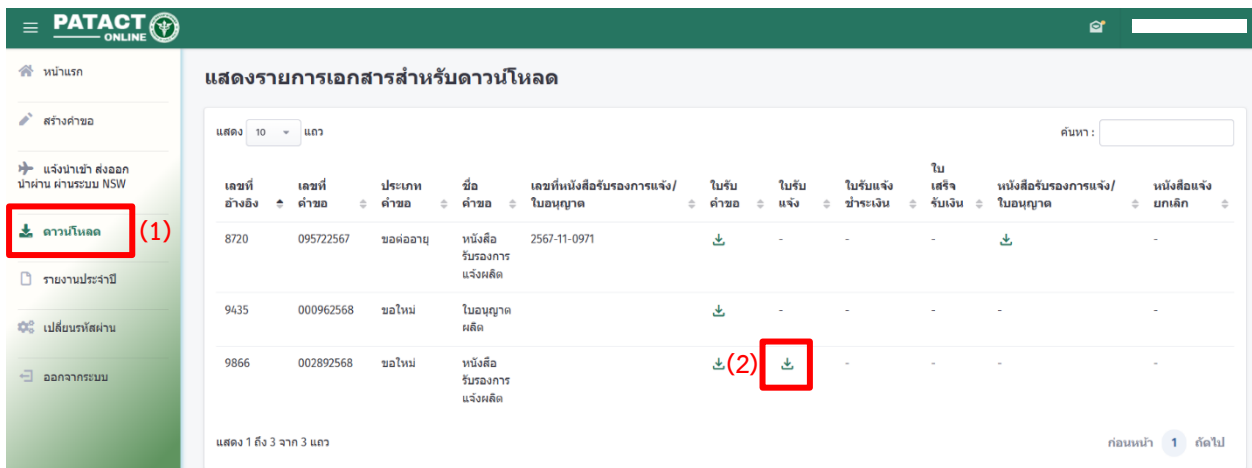 PATACT
ONLINE
หน้าแรก
สร้างคำขอ
แจ้งนำเข้า ส่งออก
นำผ่าน ผ่านระบบ NSW
ดาวน์โหลด (1)
รายงานประจำปี
เปลี่ยนรหัสผ่าน
ออกจากระบบ
แสดงรายการเอกสารสำหรับดาวน์โหลด
แสดง 10 แถว
ค้นหา :
เลขที่อ้างอิง เลขที่คำขอ ประเภทคำขอ ชื่อคำขอ เลขที่หนังสือรับรองการแจ้ง/ใบอนุญาต ใบรับคำขอ ใบรับแจ้ง ใบรับแจ้งชำระเงิน ใบเสร็จรับเงิน หนังสือรับรองการแจ้ง/ใบอนุญาต หนังสือแจ้งยกเลิก
8720 095722567 ขอต่ออายุ หนังสือรับรองการแจ้งผลิต 2567-11-0971 - - - -
9435 000962568 ขอใหม่ ใบอนุญาตผลิต - - - - -
9866 002892568 ขอใหม่ หนังสือรับรองการแจ้งผลิต (2) - - - -
แสดง 1 ถึง 3 จาก 3 แถว
ก่อนหน้า 1 ถัดไป